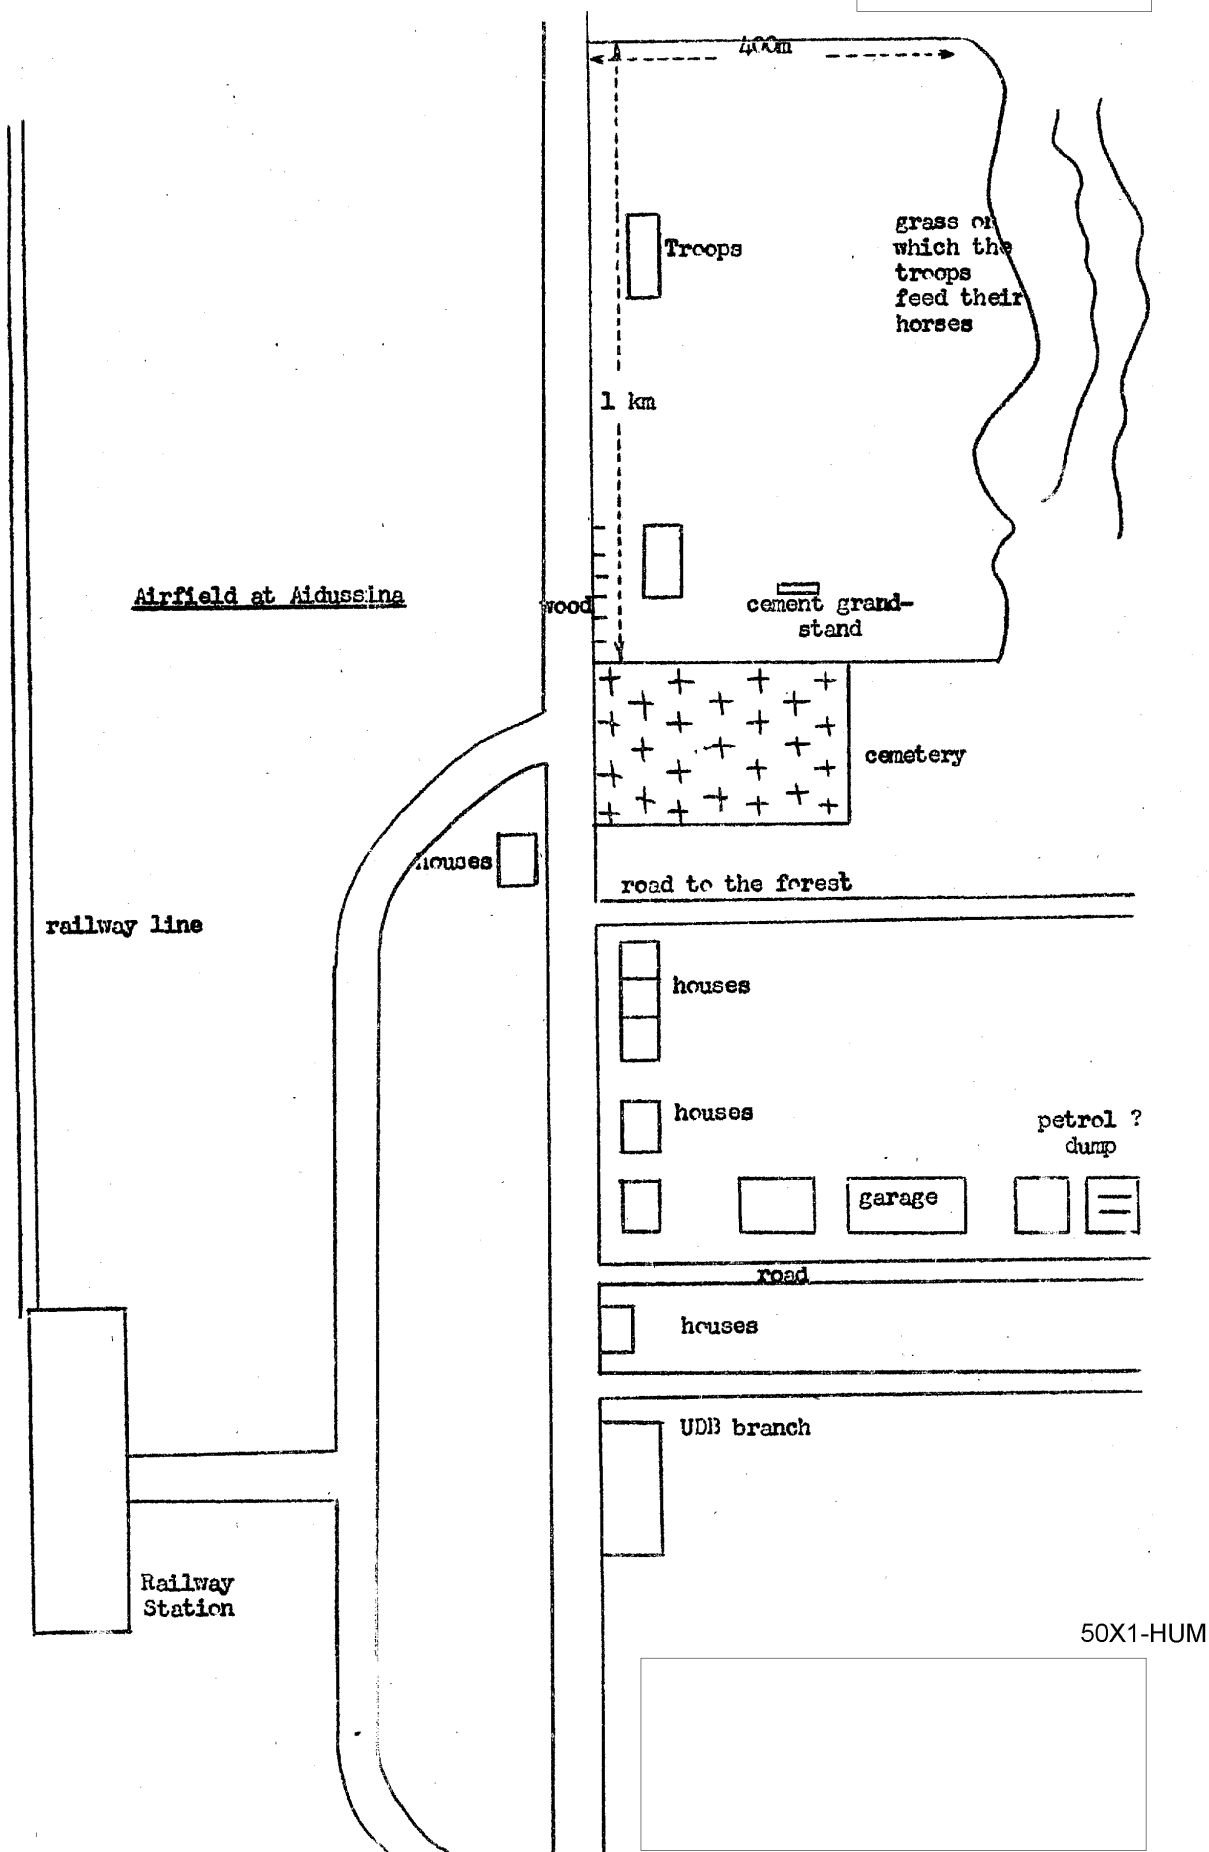 400m
Troops
grass on
which the
troops
feed their
horses
1 km
Airfield at Aidussina
wood
cement grand-
stand
cemetery
houses
road to the forest
railway line
houses
houses
petrol ?
dump
garage
road
houses
UDB branch
Railway
Station
50X1-HUM